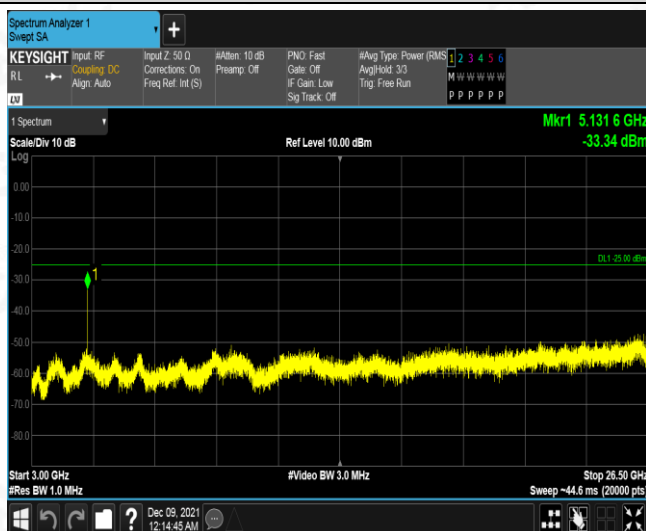 Spectrum Analyzer 1
Swept SA
+
KEYSIGHT
RL
LXI
Input: RF
Coupling: DC
Align: Auto
Input Z: 50 Ω
Corrections: On
Freq Ref: Int (S)
#Atten: 10 dB
Preamp: Off
PNO: Fast
Gate: Off
IF Gain: Low
Sig Track: Off
#Avg Type: Power (RMS
Avg|Hold: 3/3
Trig: Free Run
1 2 3 4 5 6
M W W W W W
P P P P P P
1 Spectrum
Mkr1 5.131 6 GHz
-33.34 dBm
Scale/Div 10 dB
Ref Level 10.00 dBm
Log
0.00
-10.0
-20.0
DL1 -25.00 dBm
1
-30.0
-40.0
-50.0
-60.0
-70.0
-80.0
Start 3.00 GHz
#Video BW 3.0 MHz
Stop 26.50 GHz
#Res BW 1.0 MHz
Sweep ~44.6 ms (20000 pts)
?
Dec 09, 2021
12:14:45 AM